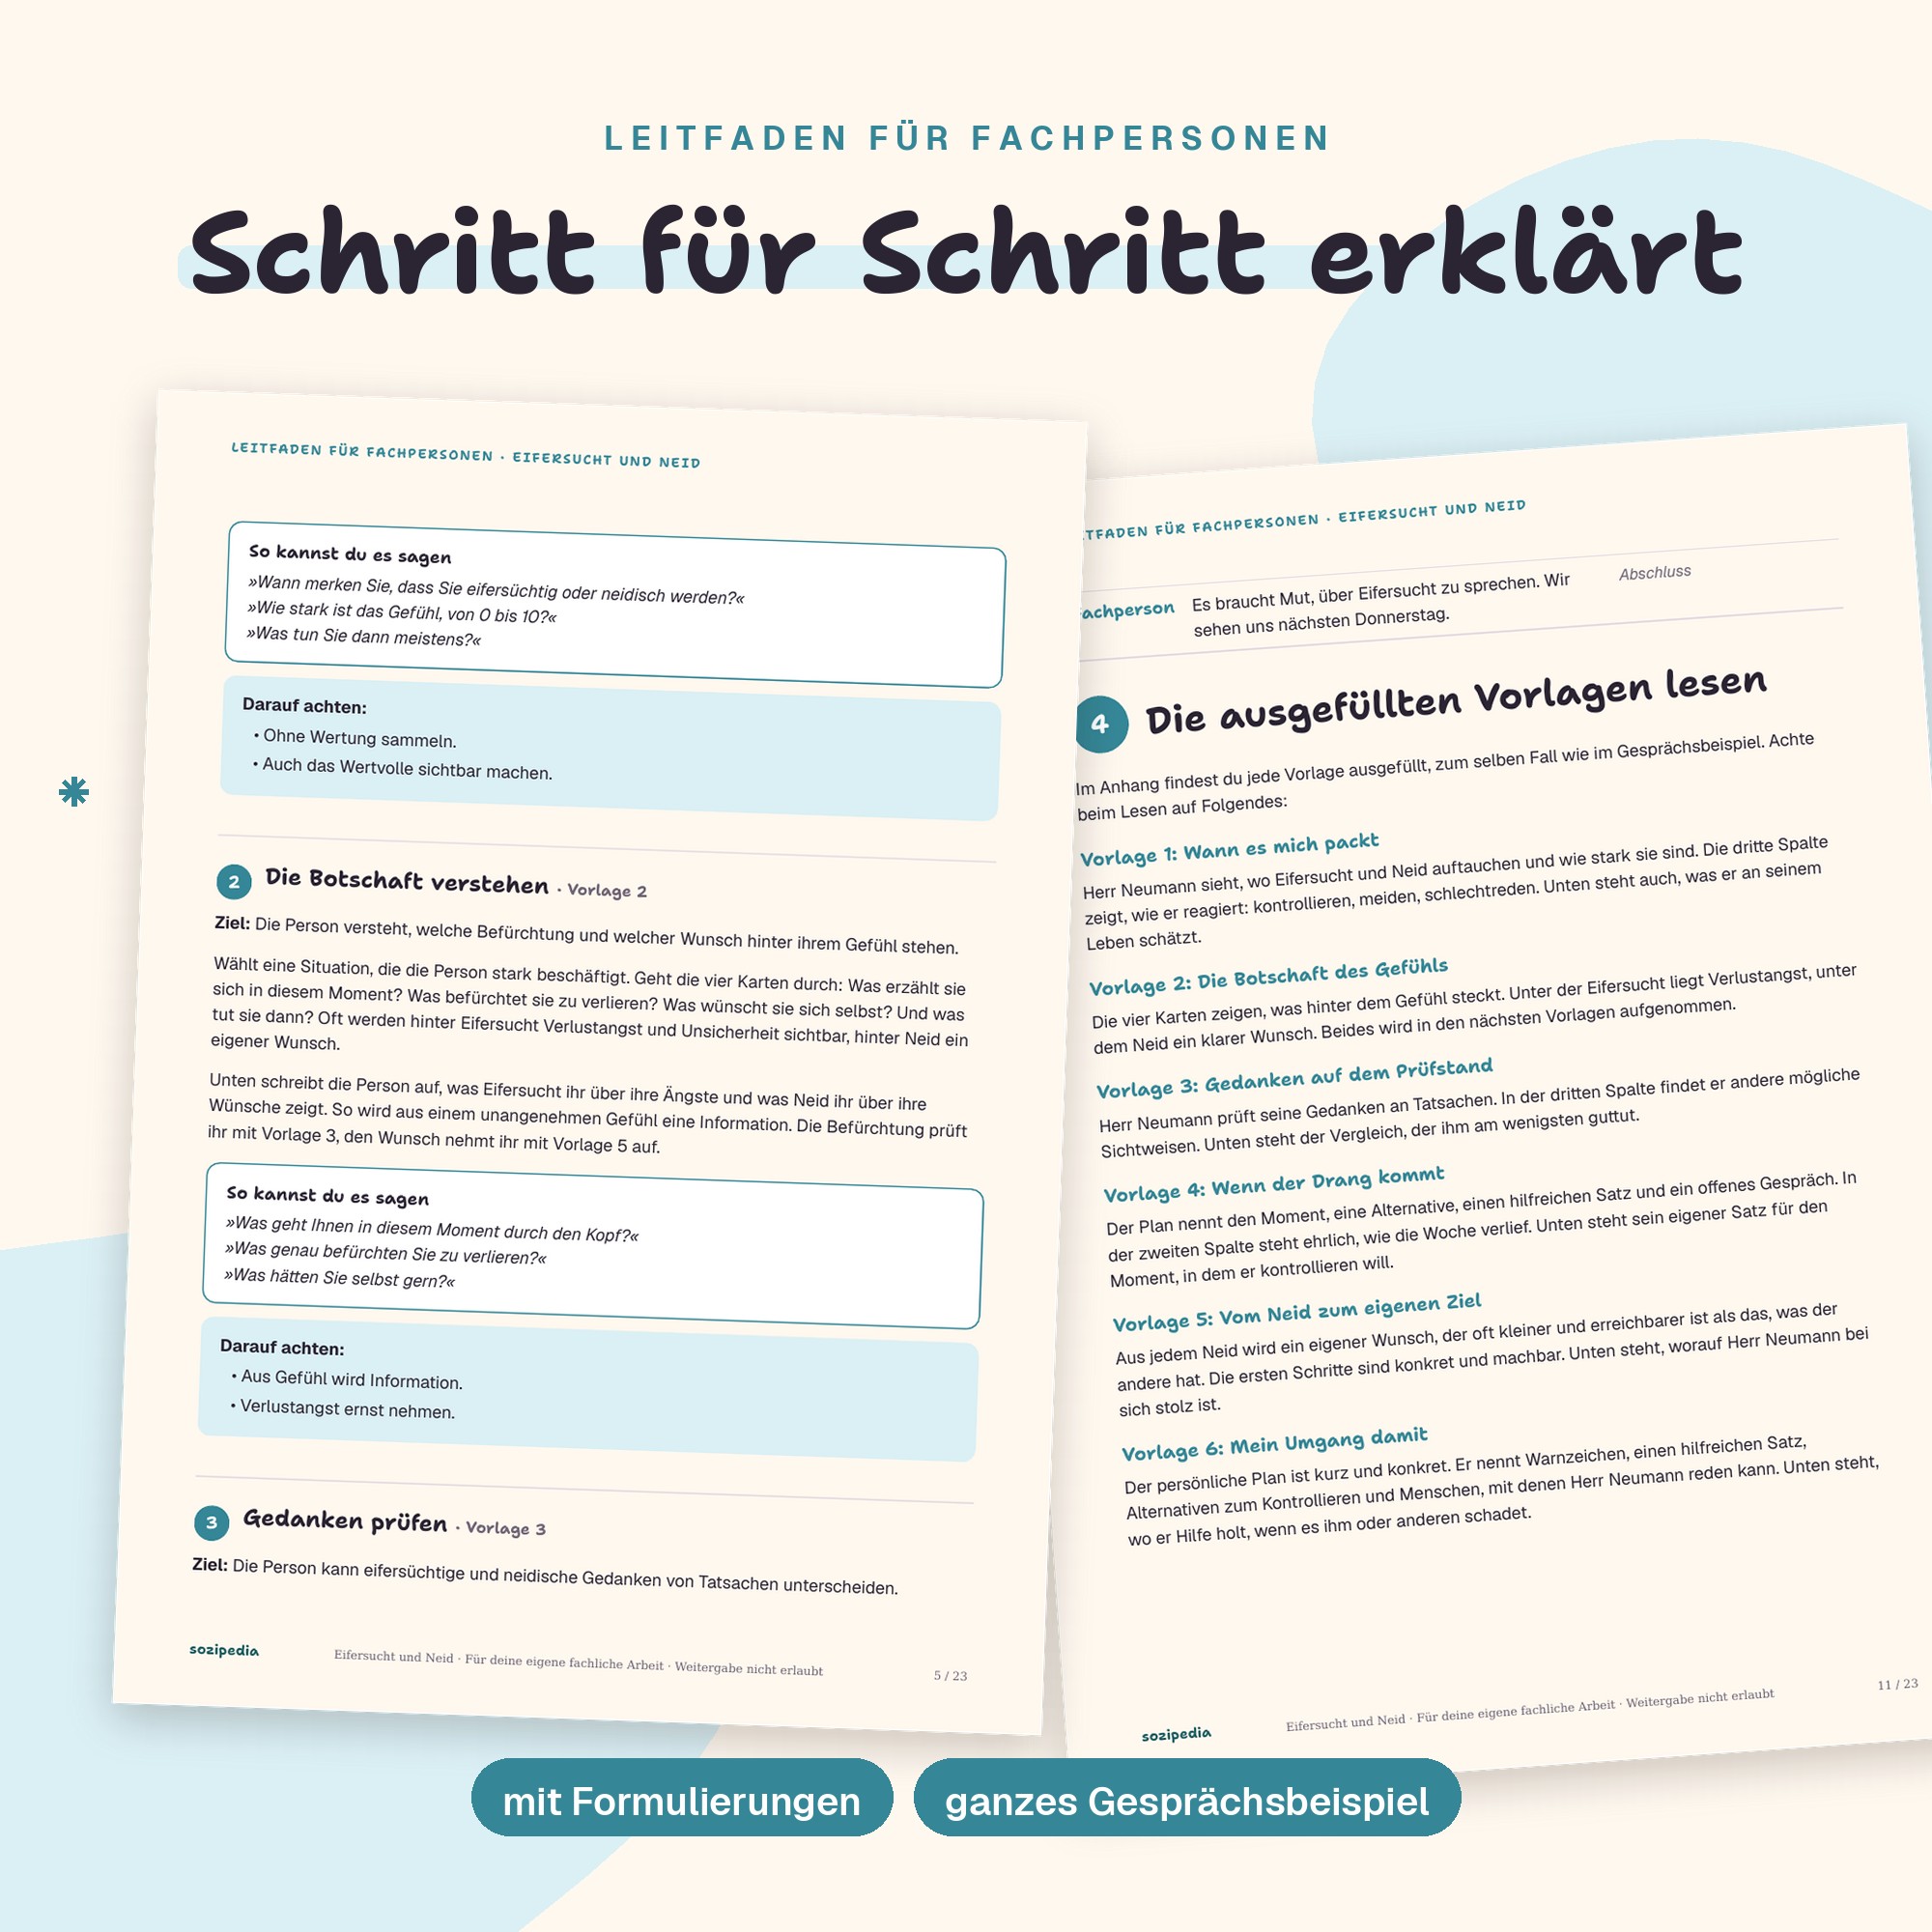 LEITFADEN FÜR FACHPERSONEN
Schritt für Schritt erklärt
LEITFADEN FÜR FACHPERSONEN · EIFERSUCHT UND NEID
So kannst du es sagen
»Wann merken Sie, dass Sie eifersüchtig oder neidisch werden?«
»Wie stark ist das Gefühl, von 0 bis 10?«
»Was tun Sie dann meistens?«
Darauf achten:
• Ohne Wertung sammeln.
• Auch das Wertvolle sichtbar machen.
2 Die Botschaft verstehen · Vorlage 2
Ziel: Die Person versteht, welche Befürchtung und welcher Wunsch hinter ihrem Gefühl stehen.
Wählt eine Situation, die die Person stark beschäftigt. Geht die vier Karten durch: Was erzählt sie
sich in diesem Moment? Was befürchtet sie zu verlieren? Was wünscht sie sich selbst? Und was
tut sie dann? Oft werden hinter Eifersucht Verlustangst und Unsicherheit sichtbar, hinter Neid ein
eigener Wunsch.
Unten schreibt die Person auf, was Eifersucht ihr über ihre Ängste und was Neid ihr über ihre
Wünsche zeigt. So wird aus einem unangenehmen Gefühl eine Information. Die Befürchtung prüft
ihr mit Vorlage 3, den Wunsch nehmt ihr mit Vorlage 5 auf.
So kannst du es sagen
»Was geht Ihnen in diesem Moment durch den Kopf?«
»Was genau befürchten Sie zu verlieren?«
»Was hätten Sie selbst gern?«
Darauf achten:
• Aus Gefühl wird Information.
• Verlustangst ernst nehmen.
3 Gedanken prüfen · Vorlage 3
Ziel: Die Person kann eifersüchtige und neidische Gedanken von Tatsachen unterscheiden.
sozipedia Eifersucht und Neid · Für deine eigene fachliche Arbeit · Weitergabe nicht erlaubt 5 / 23
TFADEN FÜR FACHPERSONEN · EIFERSUCHT UND NEID
achperson Es braucht Mut, über Eifersucht zu sprechen. Wir Abschluss
sehen uns nächsten Donnerstag.
4 Die ausgefüllten Vorlagen lesen
Im Anhang findest du jede Vorlage ausgefüllt, zum selben Fall wie im Gesprächsbeispiel. Achte
beim Lesen auf Folgendes:
Vorlage 1: Wann es mich packt
Herr Neumann sieht, wo Eifersucht und Neid auftauchen und wie stark sie sind. Die dritte Spalte
zeigt, wie er reagiert: kontrollieren, meiden, schlechtreden. Unten steht auch, was er an seinem
Leben schätzt.
Vorlage 2: Die Botschaft des Gefühls
Die vier Karten zeigen, was hinter dem Gefühl steckt. Unter der Eifersucht liegt Verlustangst, unter
dem Neid ein klarer Wunsch. Beides wird in den nächsten Vorlagen aufgenommen.
Vorlage 3: Gedanken auf dem Prüfstand
Herr Neumann prüft seine Gedanken an Tatsachen. In der dritten Spalte findet er andere mögliche
Sichtweisen. Unten steht der Vergleich, der ihm am wenigsten guttut.
Vorlage 4: Wenn der Drang kommt
Der Plan nennt den Moment, eine Alternative, einen hilfreichen Satz und ein offenes Gespräch. In
der zweiten Spalte steht ehrlich, wie die Woche verlief. Unten steht sein eigener Satz für den
Moment, in dem er kontrollieren will.
Vorlage 5: Vom Neid zum eigenen Ziel
Aus jedem Neid wird ein eigener Wunsch, der oft kleiner und erreichbarer ist als das, was der
andere hat. Die ersten Schritte sind konkret und machbar. Unten steht, worauf Herr Neumann bei
sich stolz ist.
Vorlage 6: Mein Umgang damit
Der persönliche Plan ist kurz und konkret. Er nennt Warnzeichen, einen hilfreichen Satz,
Alternativen zum Kontrollieren und Menschen, mit denen Herr Neumann reden kann. Unten steht,
wo er Hilfe holt, wenn es ihm oder anderen schadet.
sozipedia Eifersucht und Neid · Für deine eigene fachliche Arbeit · Weitergabe nicht erlaubt 11 / 23
mit Formulierungen
ganzes Gesprächsbeispiel